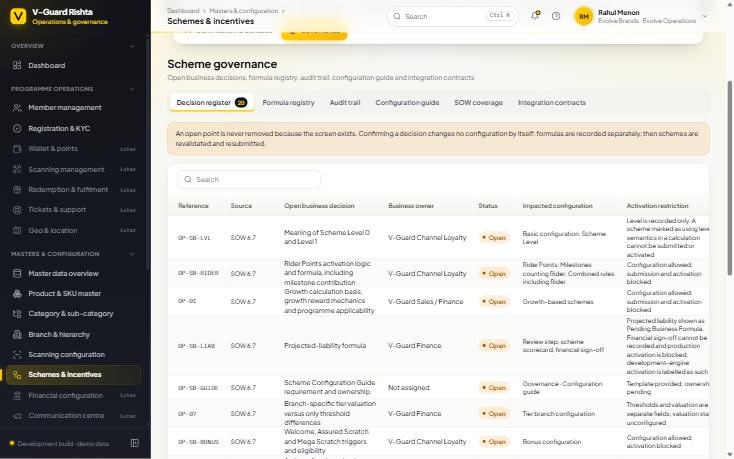 V-Guard Rishta
Operations & governance
OVERVIEW
Dashboard
PROGRAMME OPERATIONS
Member management
Registration & KYC
Wallet & points Later
Scanning management Later
Redemption & fulfilment Later
Tickets & support Later
Geo & location Later
MASTERS & CONFIGURATION
Master data overview
Product & SKU master
Category & sub-category
Branch & hierarchy
Scanning configuration
Schemes & incentives
Financial configuration Later
Communication centre Later
Development build · demo data
Dashboard > Masters & configuration >
Schemes & incentives
Search Ctrl K
RM
Rahul Menon
Evolve Brands · Evolve Operations
Scheme governance
Open business decisions, formula registry, audit trail, configuration guide and integration contracts
Decision register 20 Formula registry Audit trail Configuration guide SOW coverage Integration contracts
An open point is never removed because the screen exists. Confirming a decision changes no configuration by itself: formulas are recorded separately, then schemes are
revalidated and resubmitted.
Search
Reference Source Open business decision Business owner Status Impacted configuration Activation restriction
OP-SB-LVL SOW 6.7 Meaning of Scheme Level 0
and Level 1 V-Guard Channel Loyalty Open Basic configuration: Scheme
Level Level is recorded only. A
scheme marked as using leve
semantics in a calculation
cannot be submitted or
activated
OP-SB-RIDER SOW 6.7 Rider Points activation logic
and formula, including
milestone contribution V-Guard Channel Loyalty Open Rider Points; Milestones
counting Rider; Combined rules
including Rider Configuration allowed;
submission and activation
blocked
OP-01 SOW 6.7 Growth calculation basis,
growth reward mechanics
and programme applicability V-Guard Sales / Finance Open Growth-based schemes Configuration allowed;
submission and activation
blocked
OP-SB-LIAB SOW 6.7 Projected-liability formula V-Guard Finance Open Review step, scheme
scorecard, financial sign-off Projected liability shown as
Pending Business Formula.
Financial sign-off cannot be
recorded and production
activation is blocked;
development-engine
activation is labelled as such
OP-SB-GUIDE SOW 6.7 Scheme Configuration Guide
requirement and ownership Not assigned Open Governance · Configuration
guide Template provided; ownersh
pending
OP-07 SOW 6.7 Branch-specific tier valuation
versus only threshold
differences V-Guard Finance Open Tier branch configuration Thresholds and valuation are
separate fields; valuation sta
unconfigured
OP-SB-BONUS SOW 6.7 Welcome, Assured Scratch
and Mega Scratch triggers
and eligibility V-Guard Channel Loyalty Open Bonus configuration Configuration allowed;
activation blocked